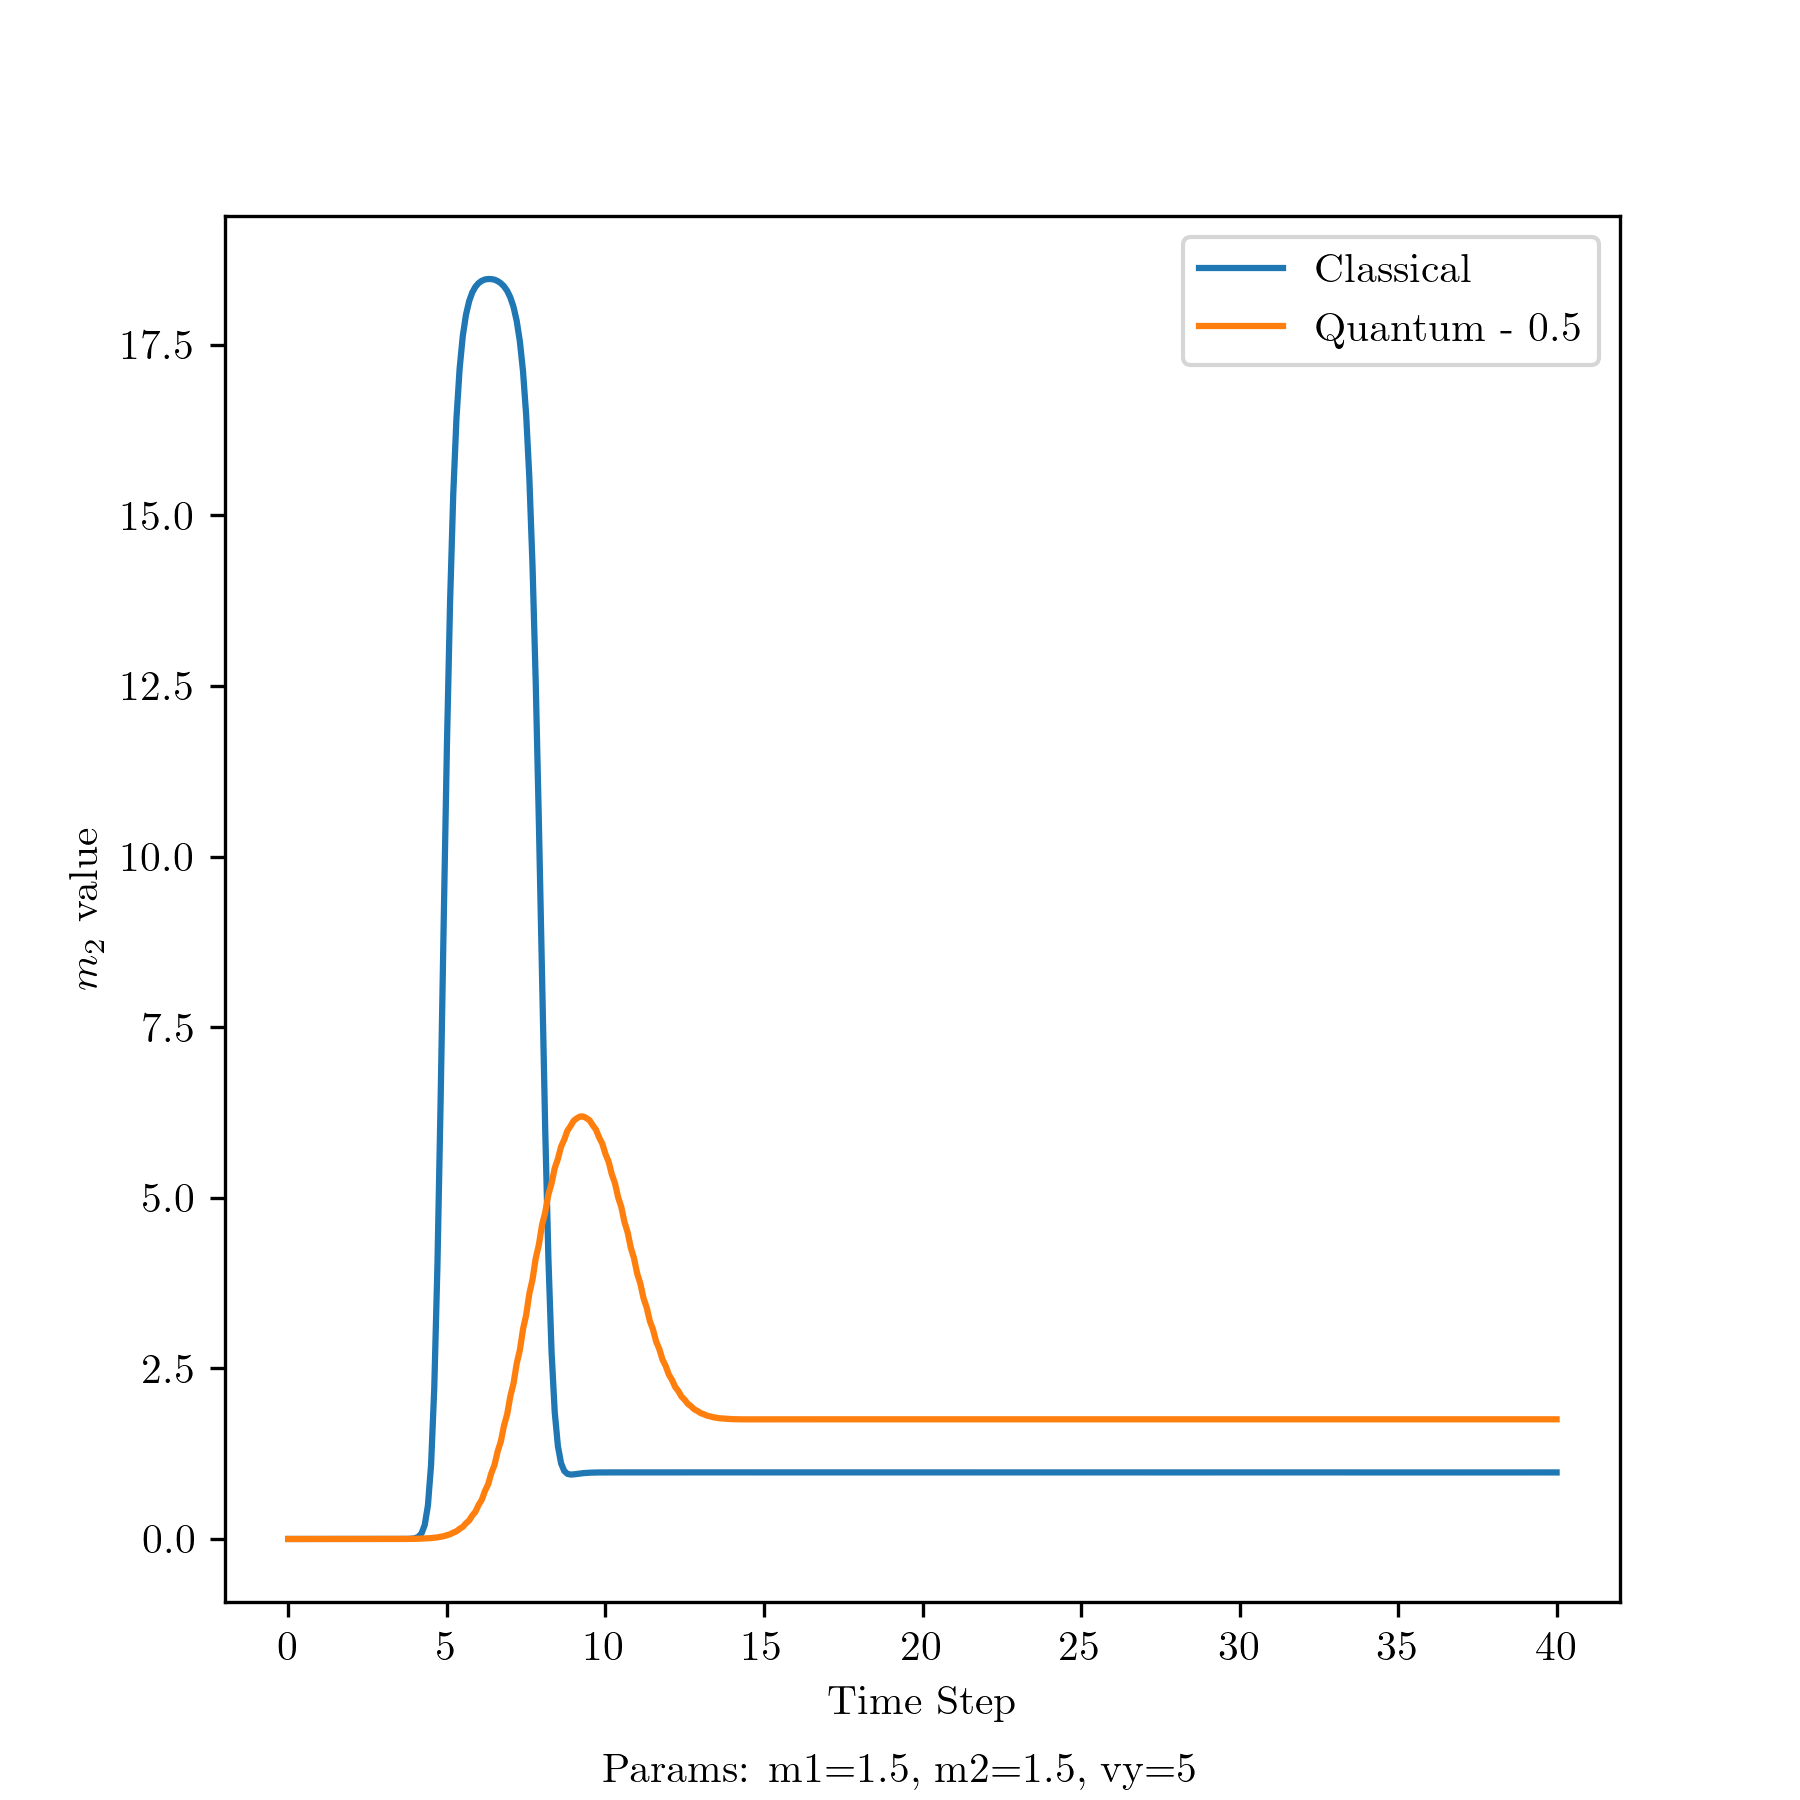 Classical
Quantum - 0.5
17.5
15.0
12.5
10.0
7.5
5.0
2.5
0.0
m₂ value
0 5 10 15 20 25 30 35 40
Time Step
Params: m1=1.5, m2=1.5, vy=5